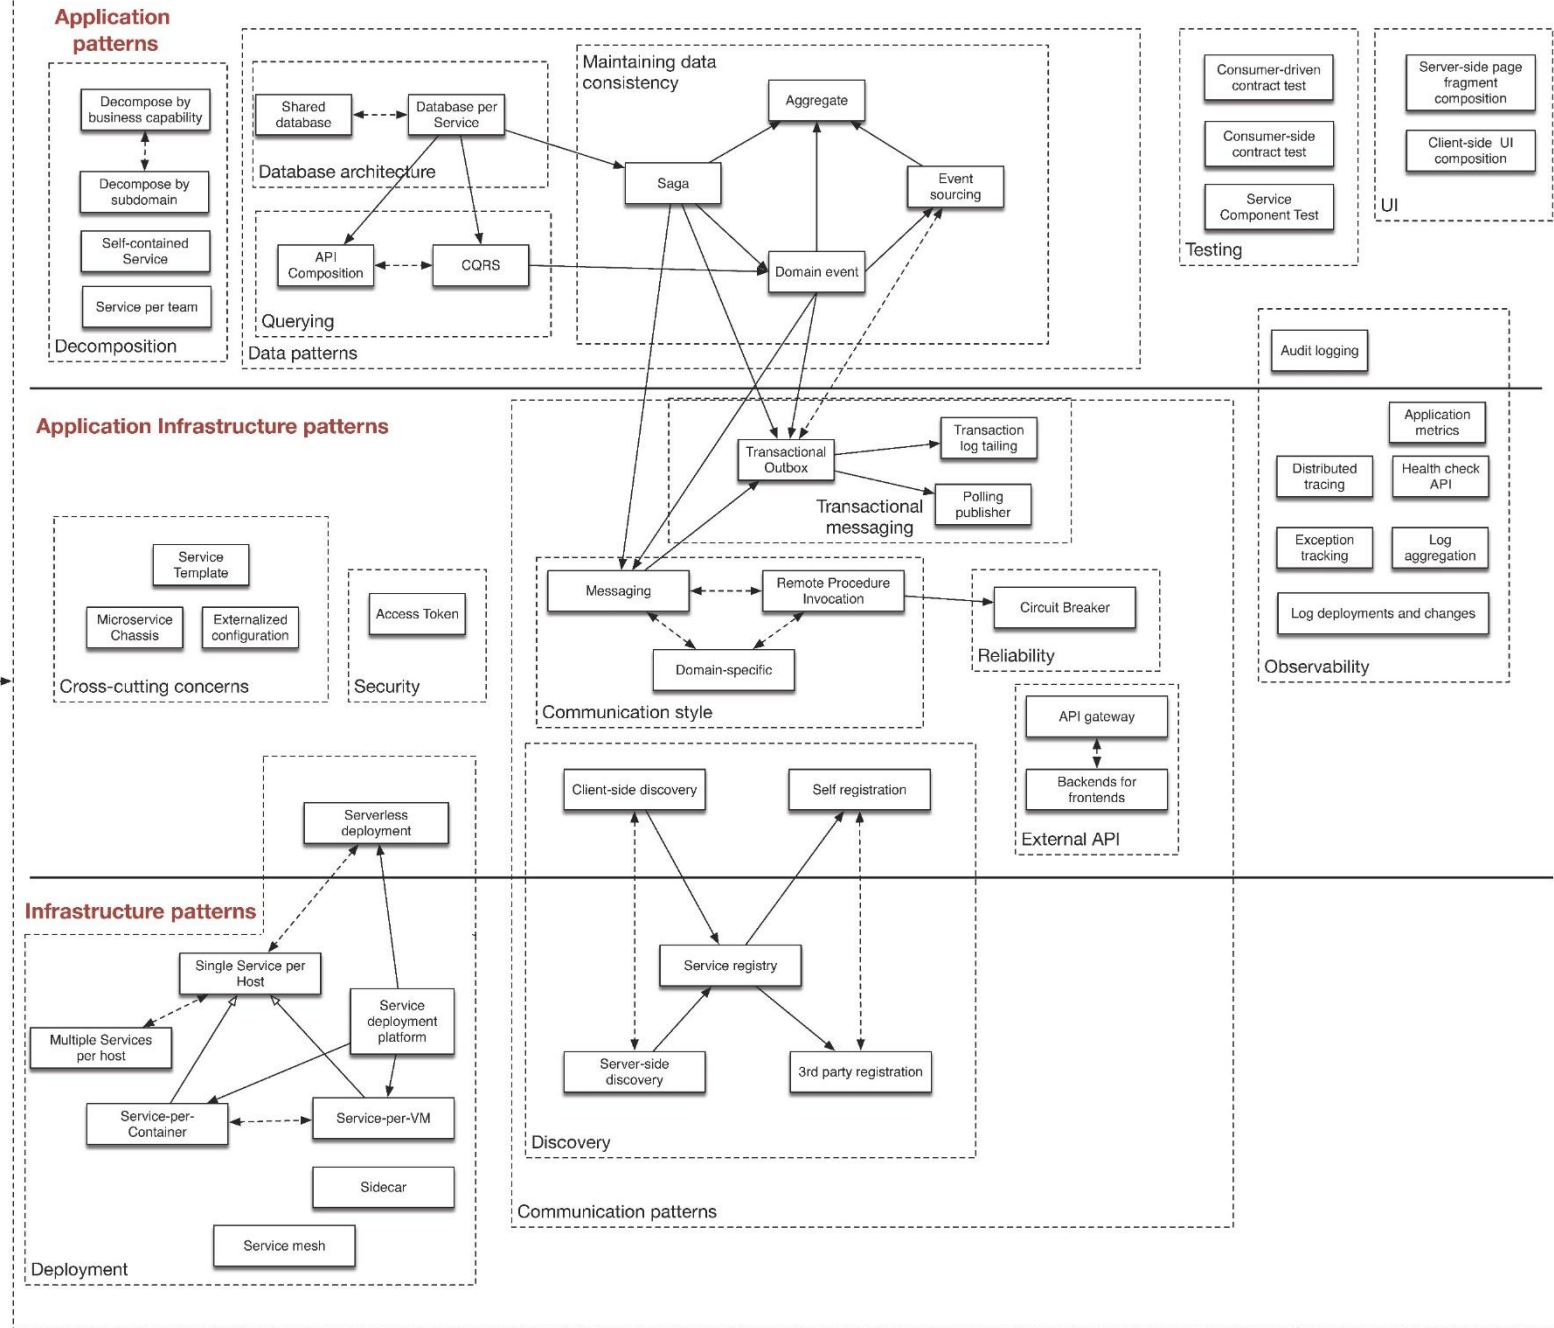 Application
patterns
Decompose by
business capability
Decompose by
subdomain
Self-contained
Service
Service per team
Decomposition
Shared
database
Database per
Service
Database architecture
API
Composition
CQRS
Querying
Data patterns
Maintaining data
consistency
Aggregate
Saga
Event
sourcing
Domain event
Consumer-driven
contract test
Consumer-side
contract test
Service
Component Test
Testing
Server-side page
fragment
composition
Client-side UI
composition
UI
Audit logging
Application
metrics
Distributed
tracing
Health check
API
Exception
tracking
Log
aggregation
Log deployments and changes
Observability
Application Infrastructure patterns
Service
Template
Microservice
Chassis
Externalized
configuration
Cross-cutting concerns
Access Token
Security
Transactional
Outbox
Transaction
log tailing
Polling
publisher
Transactional
messaging
Messaging
Remote Procedure
Invocation
Domain-specific
Communication style
Circuit Breaker
Reliability
API gateway
Backends for
frontends
External API
Client-side discovery
Self registration
Service registry
Server-side
discovery
3rd party registration
Discovery
Communication patterns
Infrastructure patterns
Serverless
deployment
Single Service per
Host
Service
deployment
platform
Multiple Services
per host
Service-per-
Container
Service-per-VM
Sidecar
Service mesh
Deployment